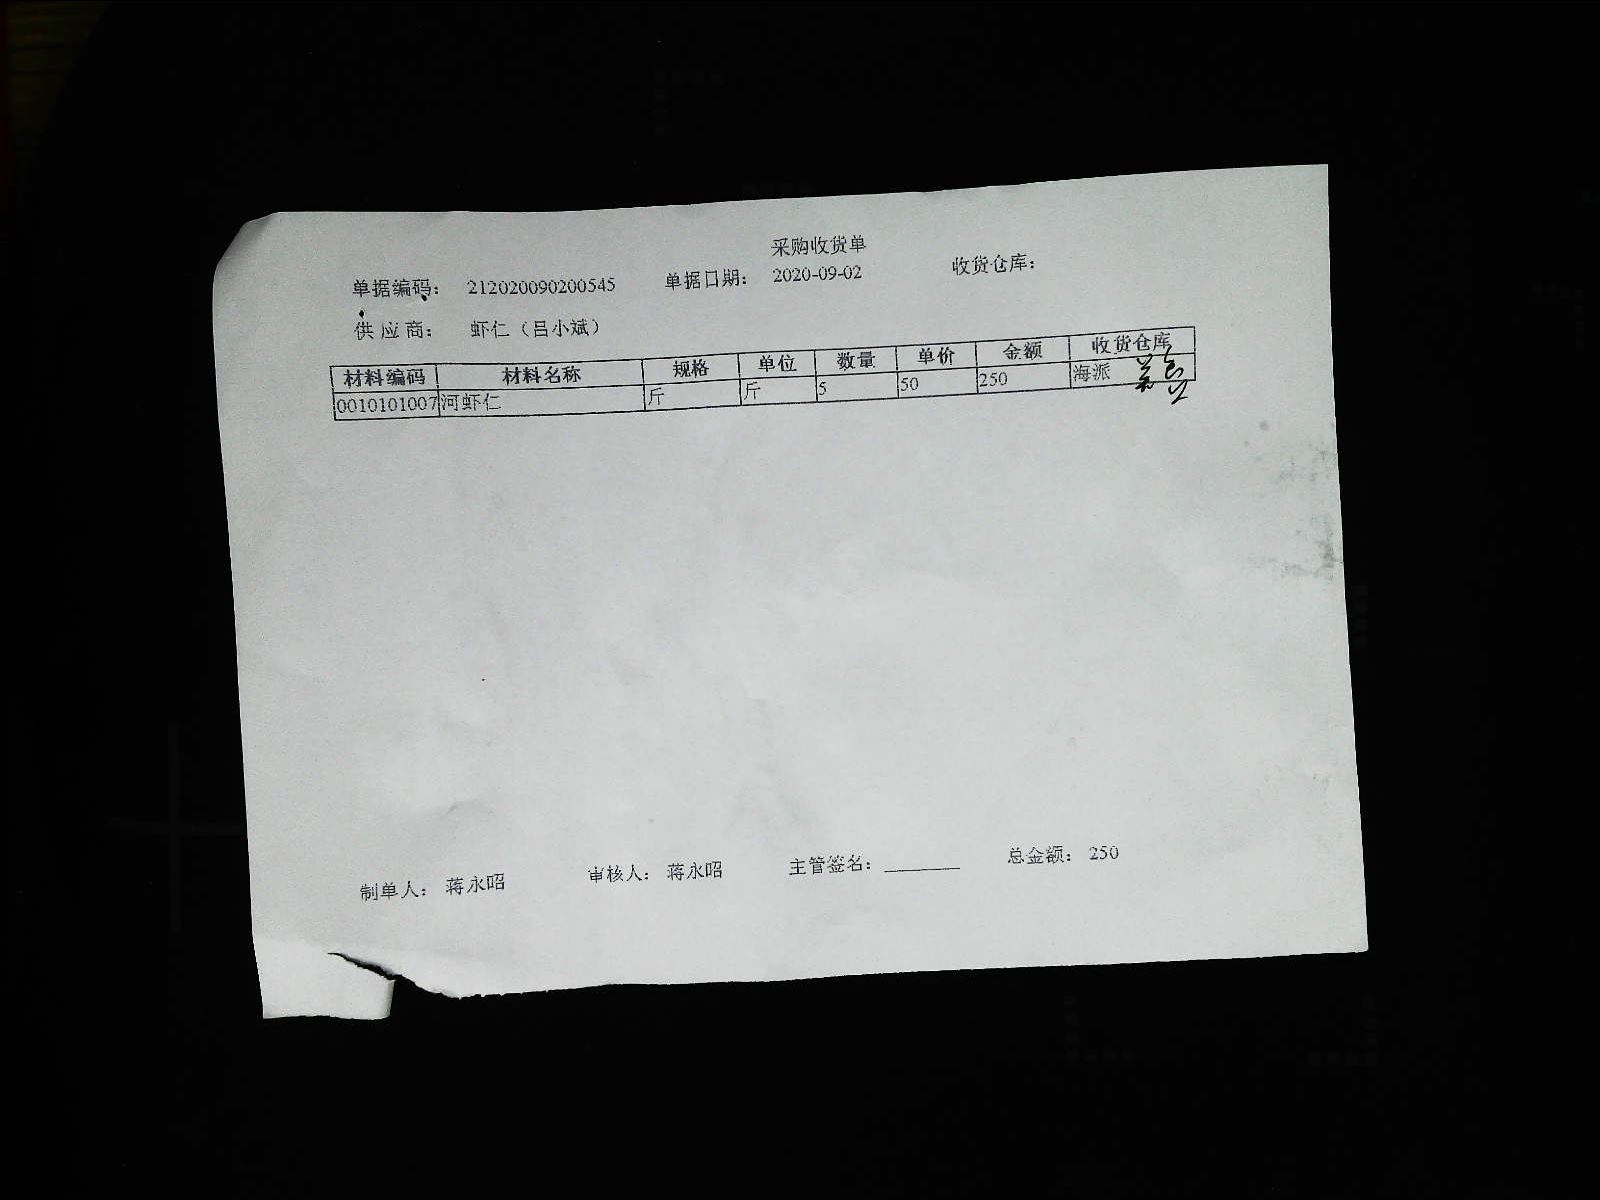 采购收货单
单据编码： 212020090200545 单据日期： 2020-09-02 收货仓库：
供应商： 虾仁（吕小斌）
材料编码 材料名称 规格 单位 数量 单价 金额 收货仓库
0010101007 河虾仁 斤 斤 5 50 250 海派
制单人： 蒋永昭 审核人： 蒋永昭 主管签名： 总金额： 250